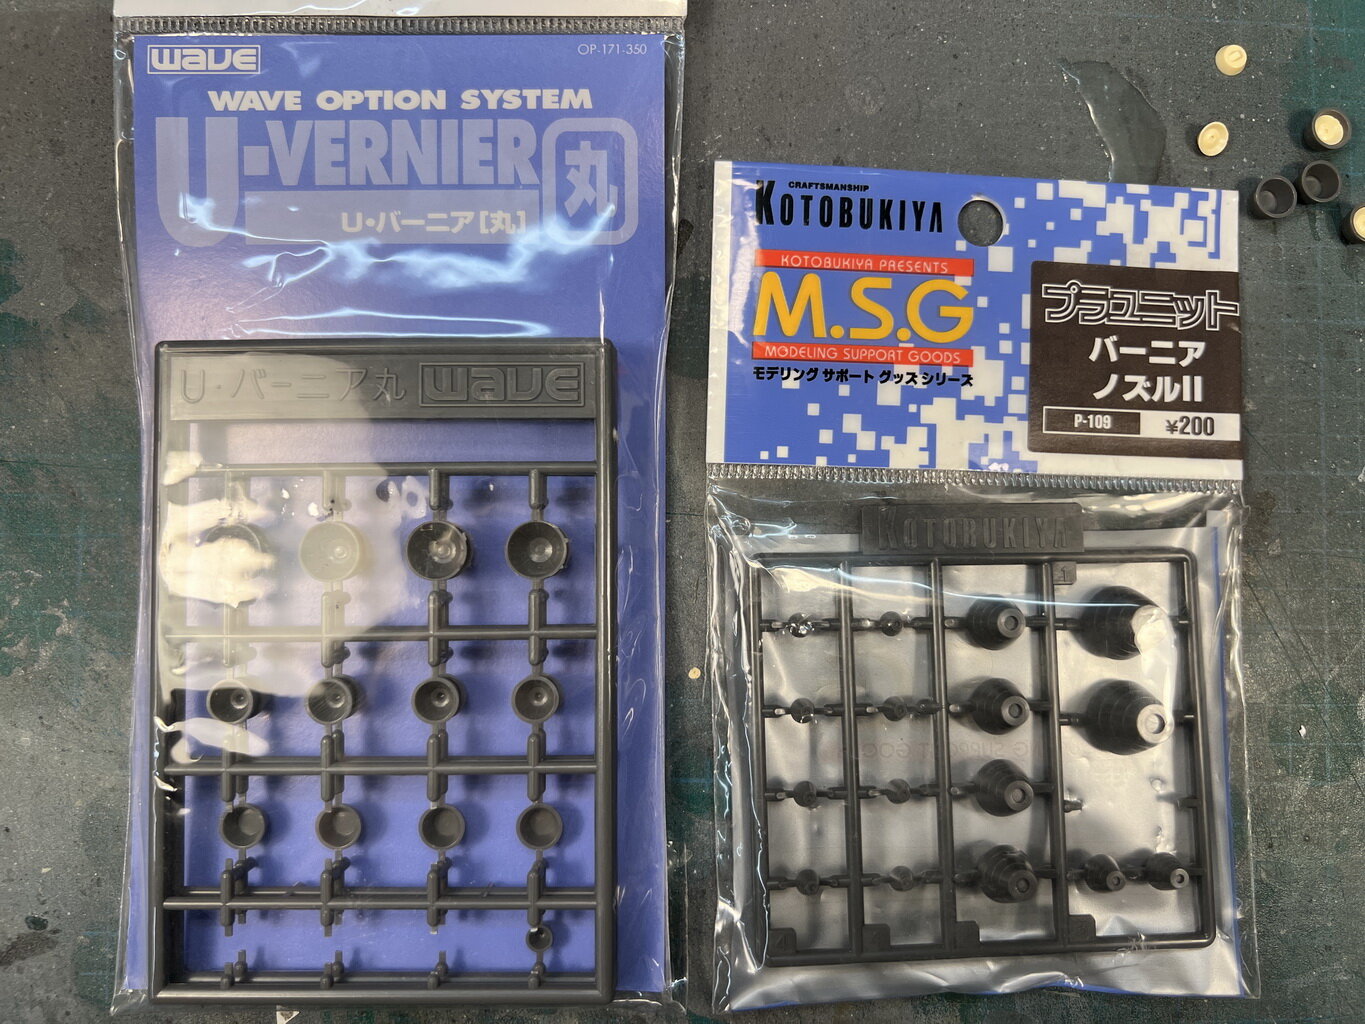 WAVE
OP-171-350
WAVE OPTION SYSTEM
U・VERNIER
丸
U・バーニア[丸]
U・バーニア丸 WAVE
CRAFTSMANSHIP
KOTOBUKIYA
KOTOBUKIYA PRESENTS
M.S.G
MODELING SUPPORT GOODS
モデリング サポート グッズ シリーズ
プラユニット
バーニア
ノズルII
P-109
¥200
KOTOBUKIYA
1